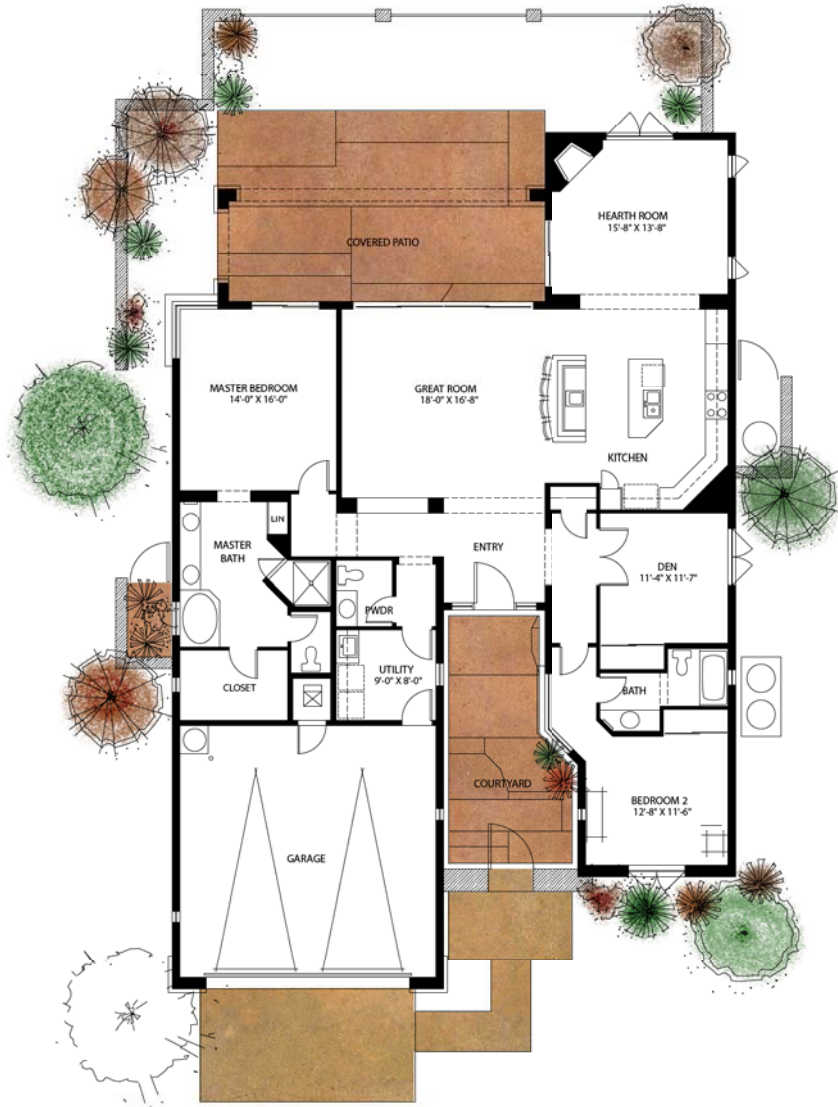 HEARTH ROOM
15'-8" X 13'-8"
COVERED PATIO
MASTER BEDROOM
14'-0" X 16'-0"
GREAT ROOM
18'-0" X 16'-8"
KITCHEN
LIN
MASTER
BATH
ENTRY
DEN
11'-4" X 11'-7"
PWDR
UTILITY
9'-0" X 8'-0"
CLOSET
BATH
COURTYARD
BEDROOM 2
12'-8" X 11'-6"
GARAGE